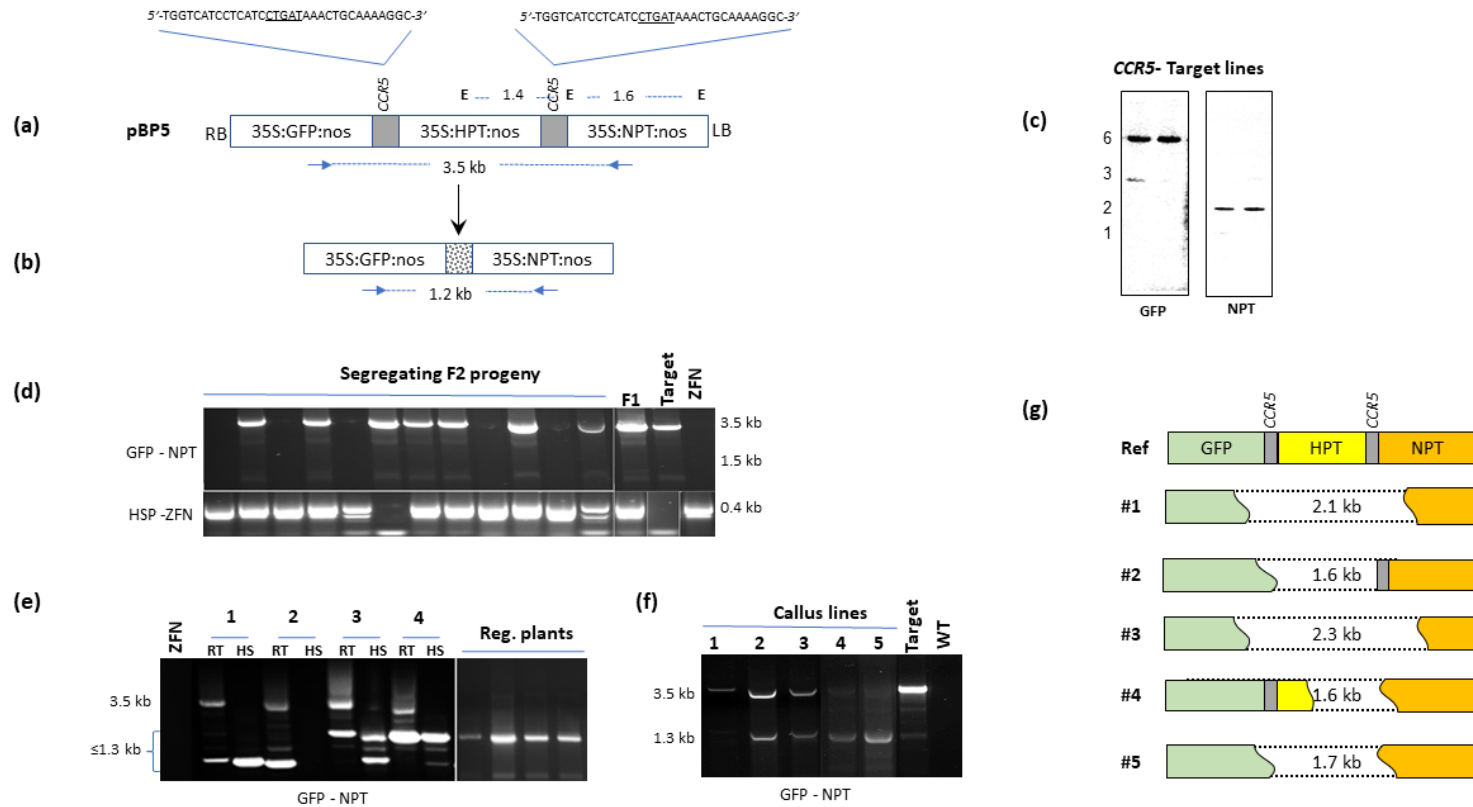 5′-TGGTCATCCTCATCCTGATAAACTGCAAAAGGC-3′
5′-TGGTCATCCTCATCCTGATAAACTGCAAAAGGC-3′
(a)
pBP5
RB
35S:GFP:nos
CCR5
35S:HPT:nos
CCR5
35S:NPT:nos
LB
E
1.4
E
1.6
E
3.5 kb
(b)
35S:GFP:nos
35S:NPT:nos
1.2 kb
(c)
CCR5- Target lines
6
3
2
1
GFP
NPT
(d)
Segregating F2 progeny
F1
Target
ZFN
GFP - NPT
3.5 kb
1.5 kb
HSP -ZFN
0.4 kb
(e)
ZFN
1
2
3
4
RT
HS
RT
HS
RT
HS
RT
HS
Reg. plants
3.5 kb
≤1.3 kb
GFP - NPT
(f)
Callus lines
1
2
3
4
5
Target
WT
3.5 kb
1.3 kb
GFP - NPT
(g)
CCR5
CCR5
Ref
GFP
HPT
NPT
#1
2.1 kb
#2
1.6 kb
#3
2.3 kb
#4
1.6 kb
#5
1.7 kb